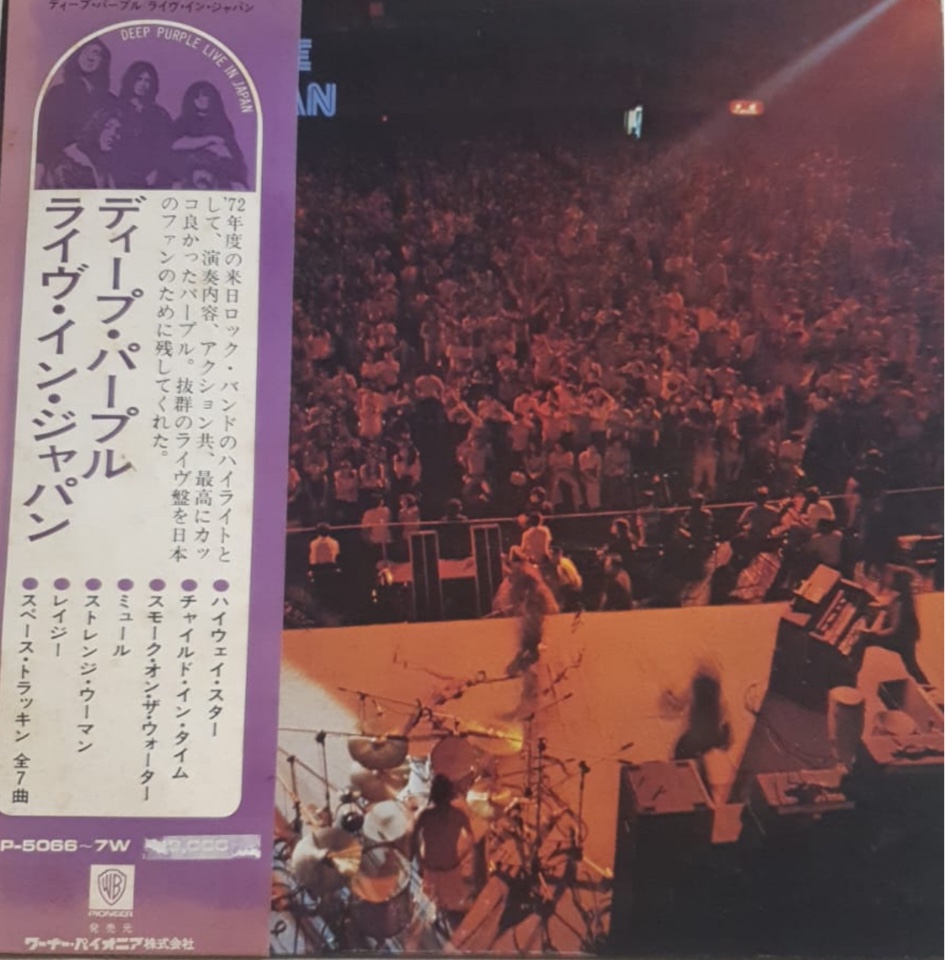 ディープ・パープル ライヴ・イン・ジャパン
DEEP PURPLE LIVE IN JAPAN
'72年度の来日ロック・バンドのハイライトと
して、演奏内容、アクション共、最高にカッ
コ良かったパープル。抜群のライヴ盤を日本
のファンのために残してくれた。
ディープ・パープル
ライヴ・イン・ジャパン
●ハイウェイ・スター
●チャイルド・イン・タイム
●スモーク・オン・ザ・ウォーター
●ミュール
●ストレンジ・ウーマン
●レイジー
●スペース・トラッキン 全7曲
P-5066~7W
WB
PIONEER
発売元
ワーナー・パイオニア株式会社
E
AN